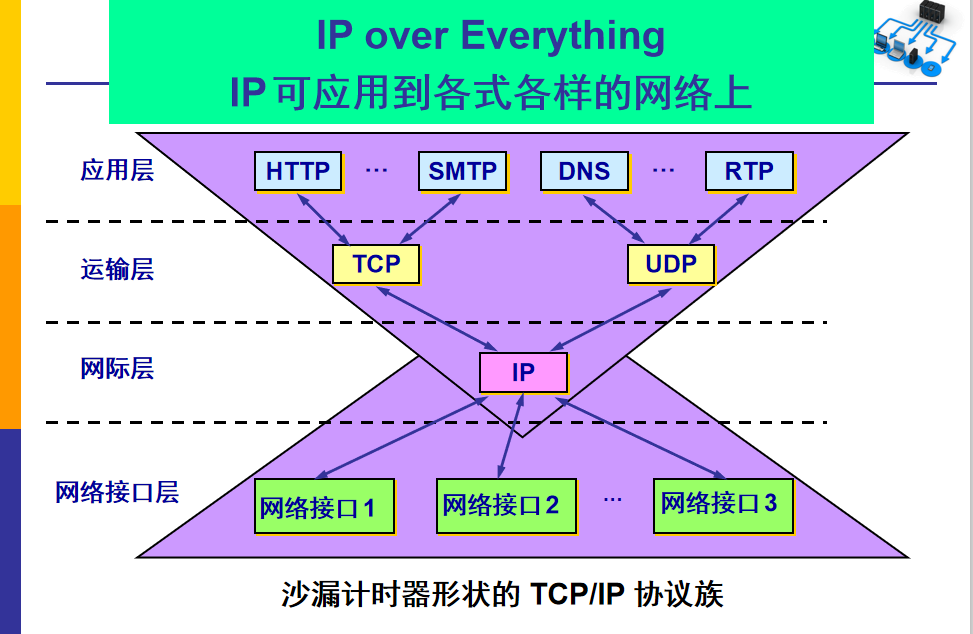 IP over Everything
IP 可应用到各式各样的网络上
应用层
HTTP … SMTP DNS … RTP
运输层
TCP UDP
网际层
IP
网络接口层
网络接口 1 网络接口 2 … 网络接口 3
沙漏计时器形状的 TCP/IP 协议族